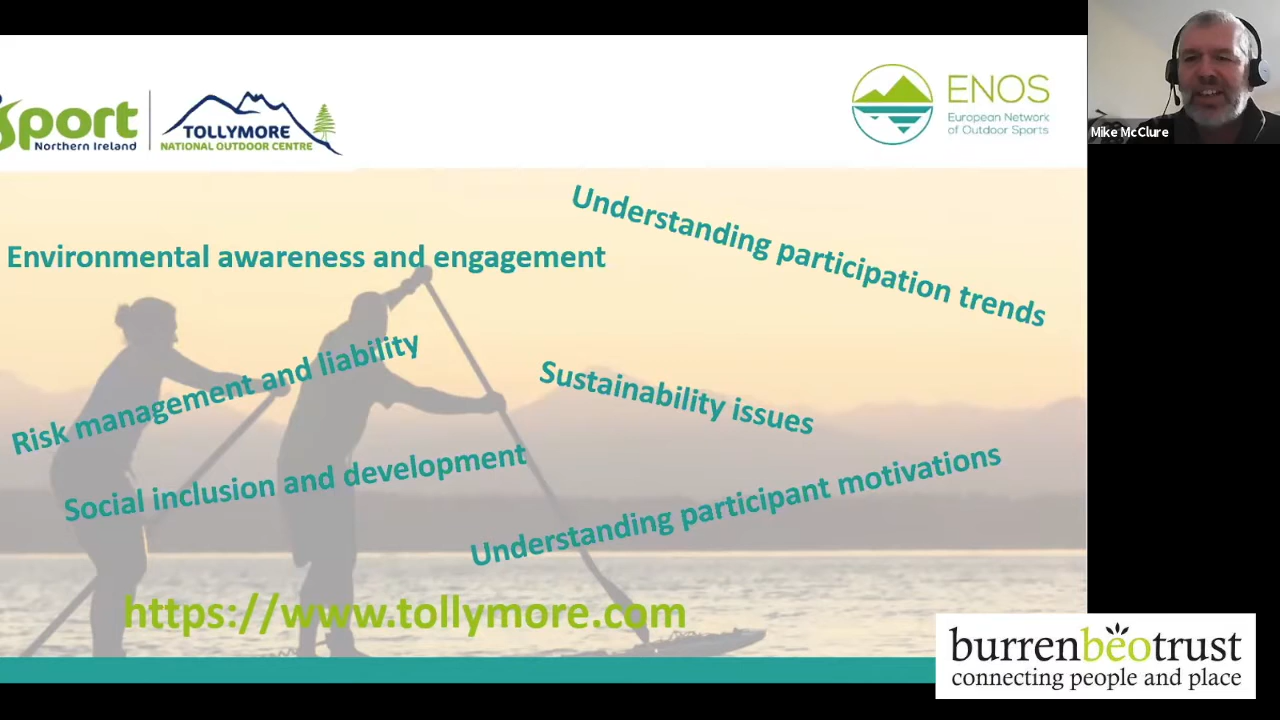 Sport
Northern Ireland
TOLLYMORE
NATIONAL OUTDOOR CENTRE
ENOS
European Network
of Outdoor Sports
Mike McClure
Understanding participation trends
Environmental awareness and engagement
Risk management and liability
Sustainability issues
Social inclusion and development
Understanding participant motivations
https://www.tollymore.com
burrenbeotrust
connecting people and place